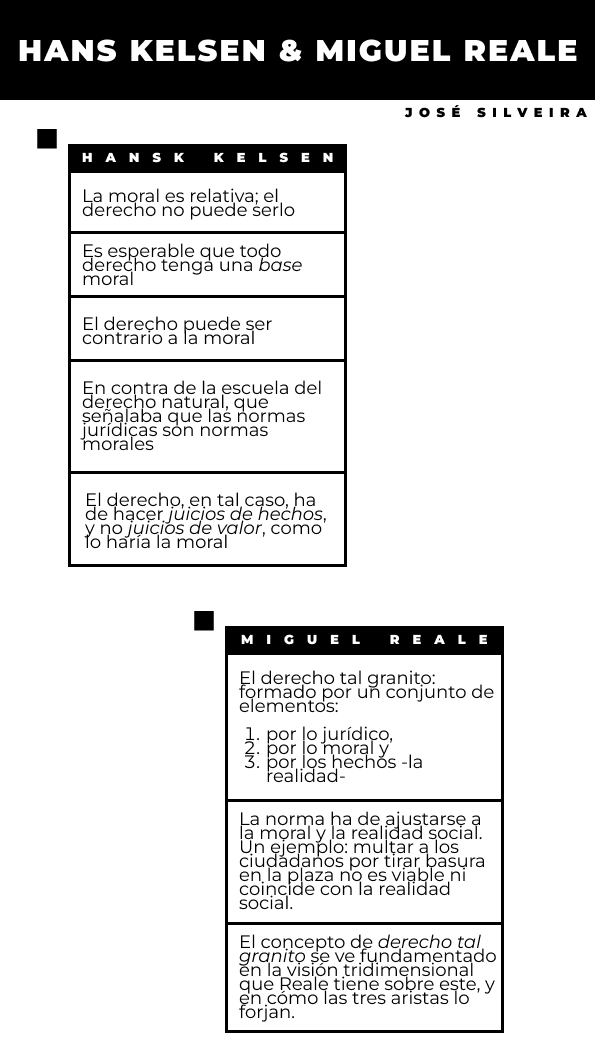 HANS KELSEN & MIGUEL REALE
JOSÉ SILVEIRA
HANSK KELSEN
La moral es relativa; el
derecho no puede serlo
Es esperable que todo
derecho tenga una base
moral
El derecho puede ser
contrario a la moral
En contra de la escuela del
derecho natural, que
señalaba que las normas
jurídicas son normas
morales
El derecho, en tal caso, ha
de hacer juicios de hechos,
y no juicios de valor, como
lo haría la moral
MIGUEL REALE
El derecho tal granito:
formado por un conjunto de
elementos:
1. por lo jurídico,
2. por lo moral y
3. por los hechos -la
realidad-
La norma ha de ajustarse a
la moral y la realidad social.
Un ejemplo: multar a los
ciudadanos por tirar basura
en la plaza no es viable ni
coincide con la realidad
social.
El concepto de derecho tal
granito se ve fundamentado
en la visión tridimensional
que Reale tiene sobre este, y
en cómo las tres aristas lo
forjan.